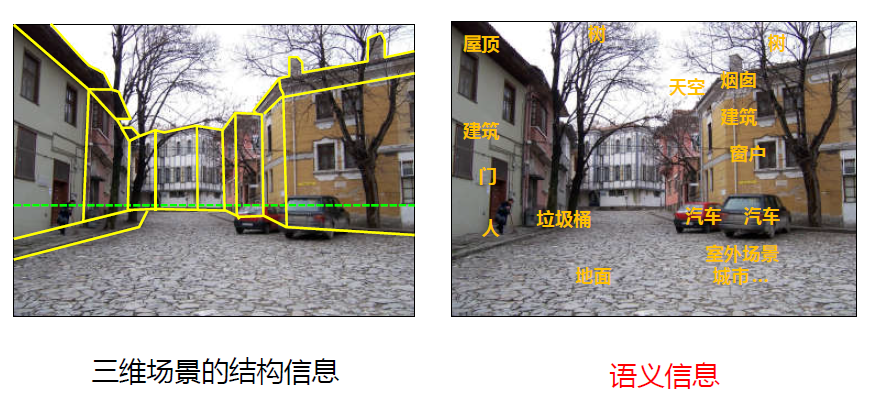 屋顶
树
树
天空
烟囱
建筑
建筑
窗户
门
人
垃圾桶
汽车
汽车
室外场景
地面
城市 ...
三维场景的结构信息
语义信息